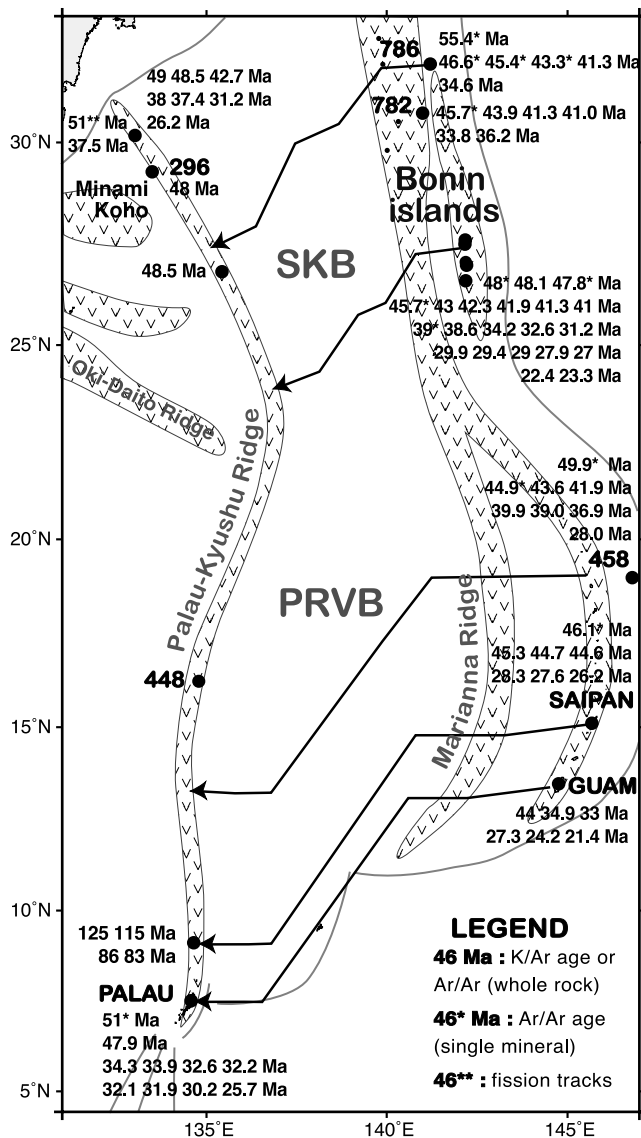 786
55.4* Ma
46.6* 45.4* 43.3* 41.3 Ma
34.6 Ma
782
45.7* 43.9 41.3 41.0 Ma
33.8 36.2 Ma
49 48.5 42.7 Ma
38 37.4 31.2 Ma
26.2 Ma
51** Ma
37.5 Ma
30˚N
296
48 Ma
Minami
Koho
Bonin
islands
SKB
48.5 Ma
48* 48.1 47.8* Ma
45.7* 43 42.3 41.9 41.3 41 Ma
39* 38.6 34.2 32.6 31.2 Ma
29.9 29.4 29 27.9 27 Ma
22.4 23.3 Ma
25˚N
Oki-Daito Ridge
Palau-Kyushu Ridge
49.9* Ma
44.9* 43.6 41.9 Ma
39.9 39.0 36.9 Ma
28.0 Ma
20˚N
458
PRVB
Marianna Ridge
46.1* Ma
45.3 44.7 44.6 Ma
28.3 27.6 26.2 Ma
SAIPAN
448
15˚N
GUAM
44 34.9 33 Ma
27.3 24.2 21.4 Ma
10˚N
125 115 Ma
86 83 Ma
PALAU
51* Ma
47.9 Ma
34.3 33.9 32.6 32.2 Ma
32.1 31.9 30.2 25.7 Ma
5˚N
LEGEND
46 Ma : K/Ar age or
Ar/Ar (whole rock)
46* Ma : Ar/Ar age
(single mineral)
46** : fission tracks
135˚E
140˚E
145˚E